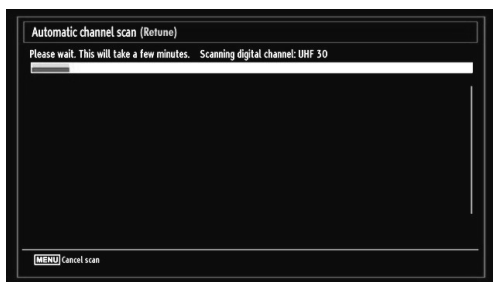 Automatic channel scan (Retune)
Please wait. This will take a few minutes. Scanning digital channel: UHF 30
MENU Cancel scan